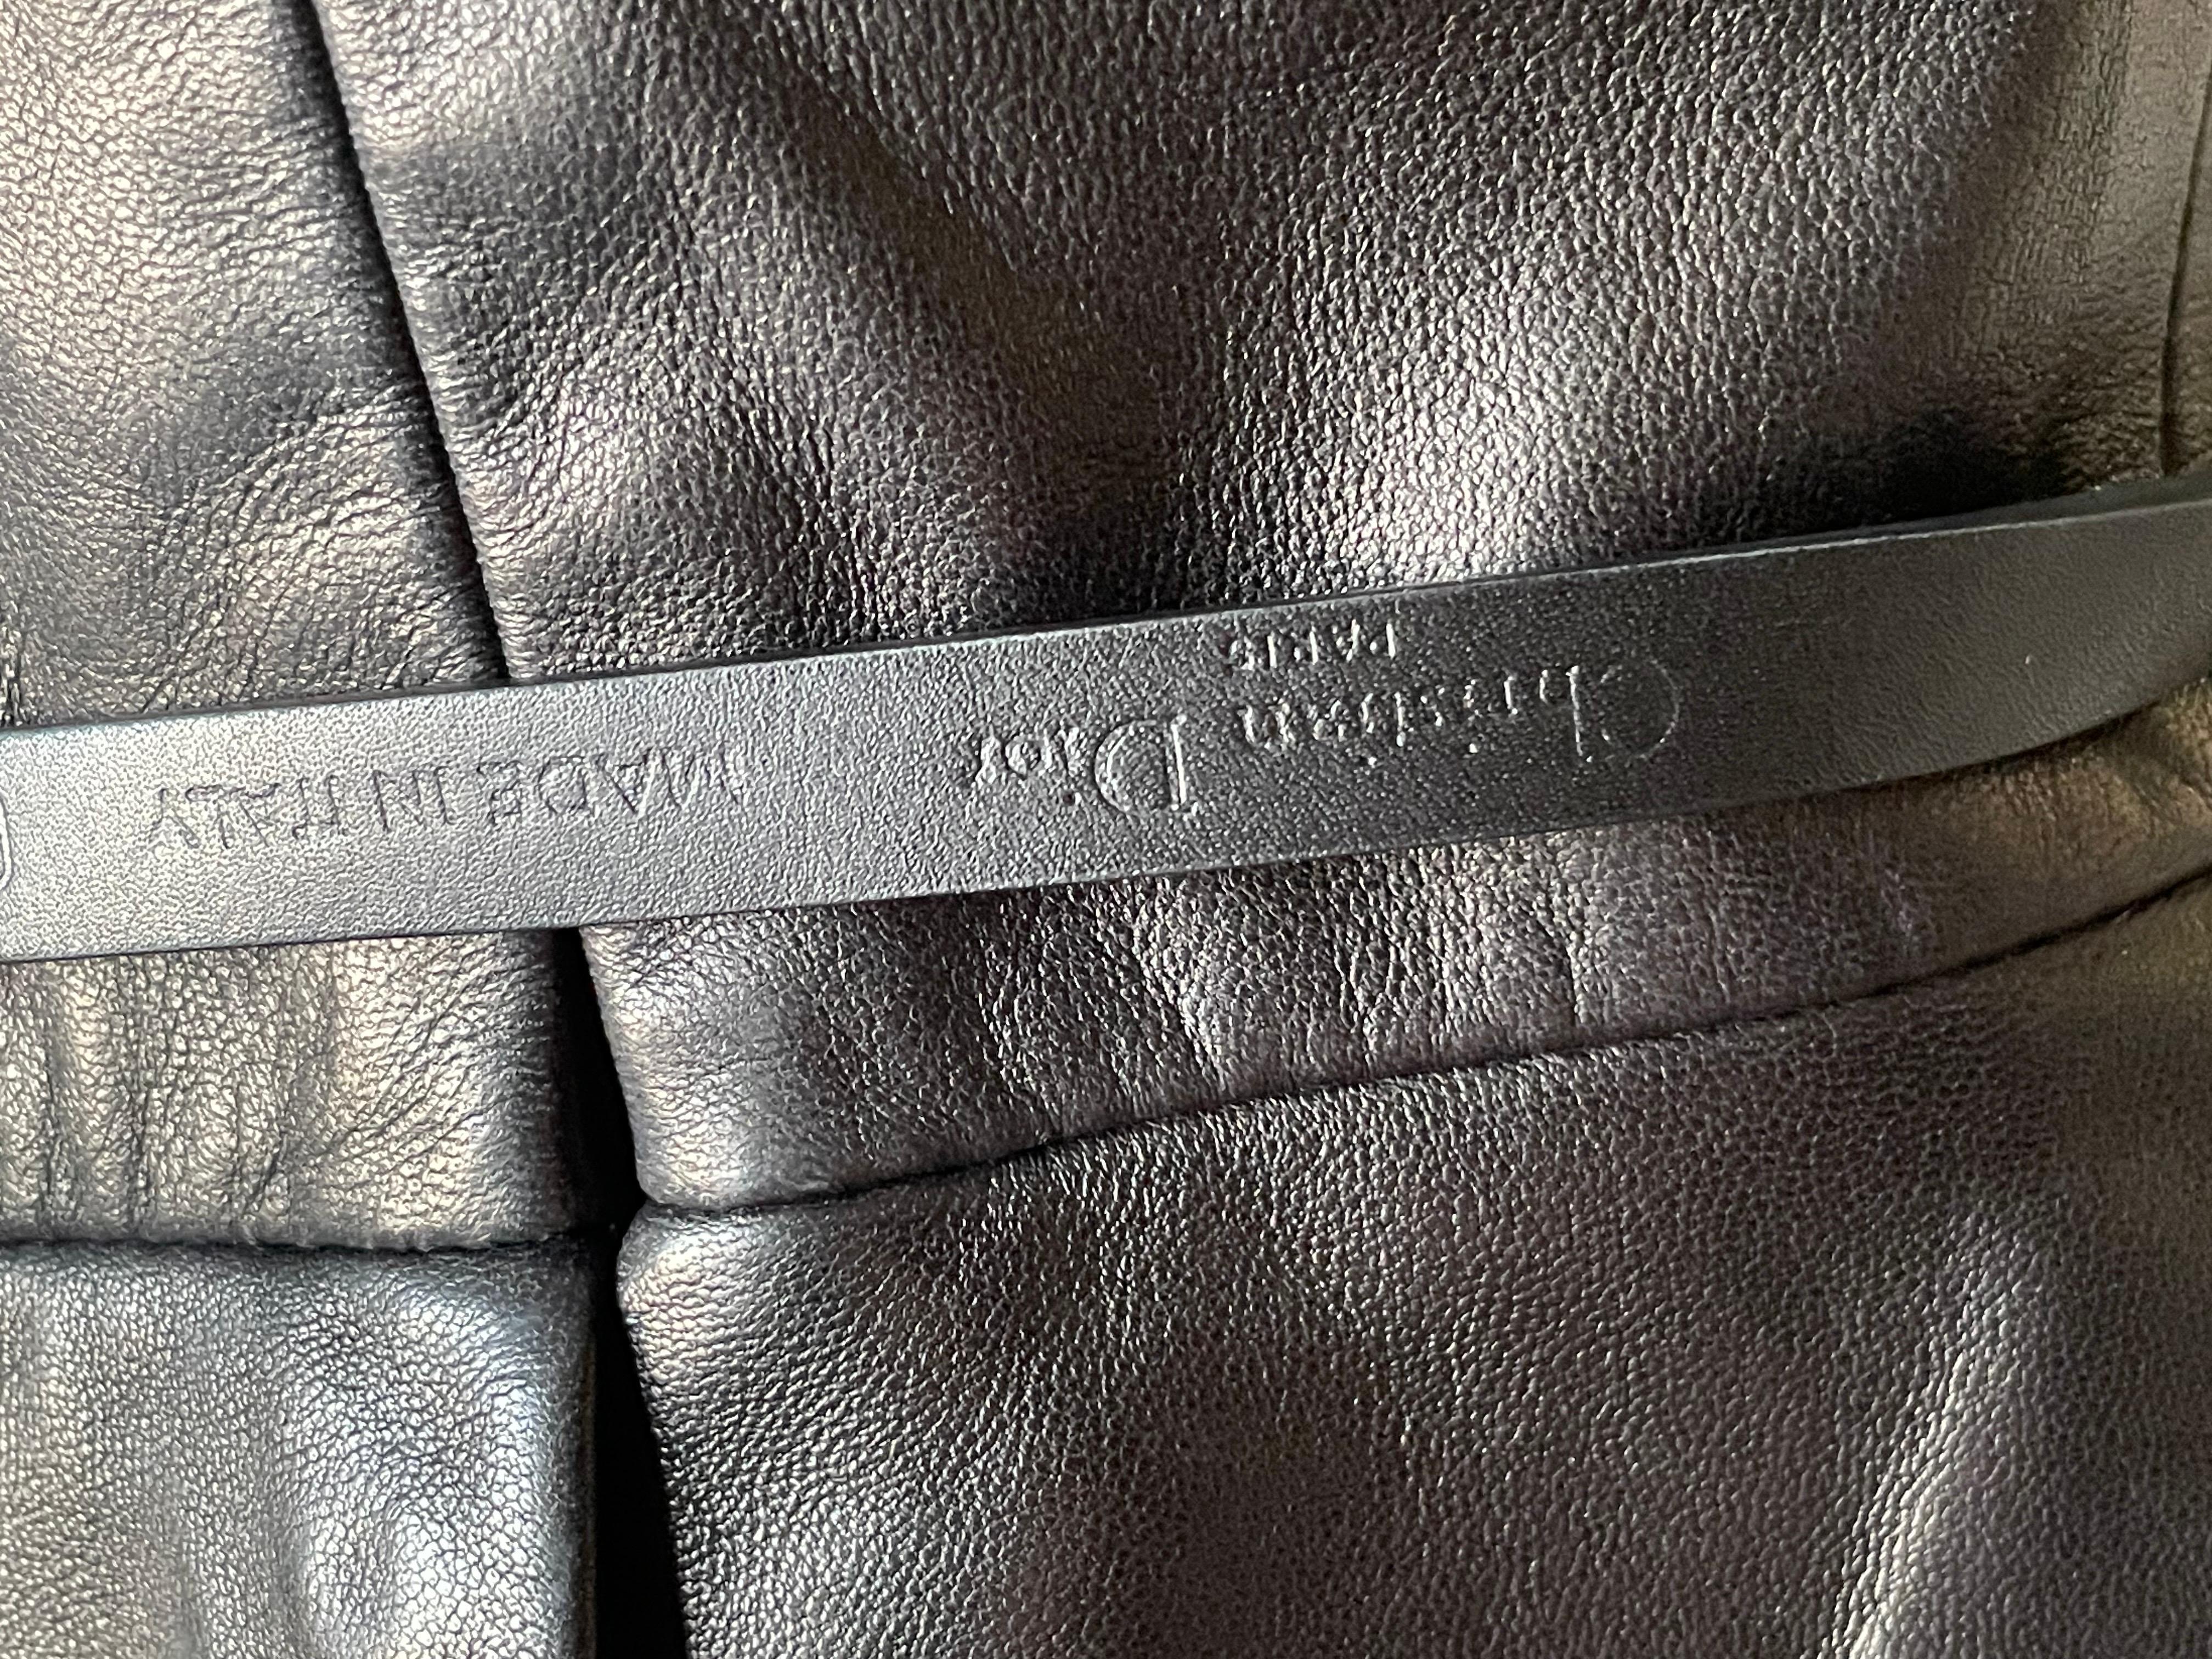 Christian Dior
PARIS
MADE IN ITALY